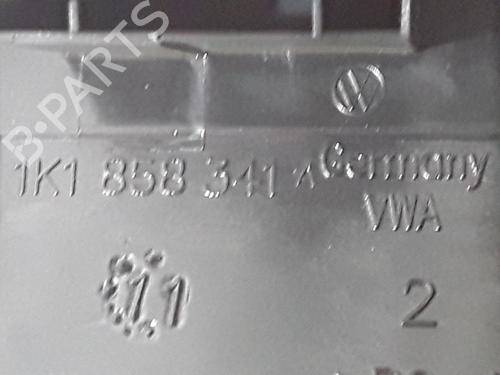 B-PARTS
1K1 858 341 A Germany
VWA
11 2